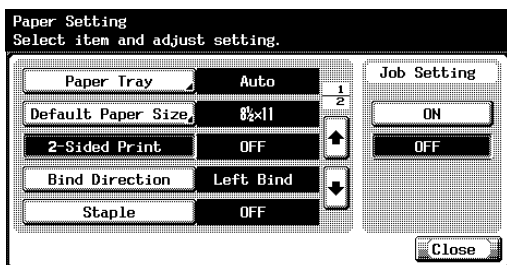 Paper Setting
Select item and adjust setting.
Paper Tray Auto
Default Paper Size 8½×11
2-Sided Print OFF
Bind Direction Left Bind
Staple OFF
1
2
Job Setting
ON
OFF
Close